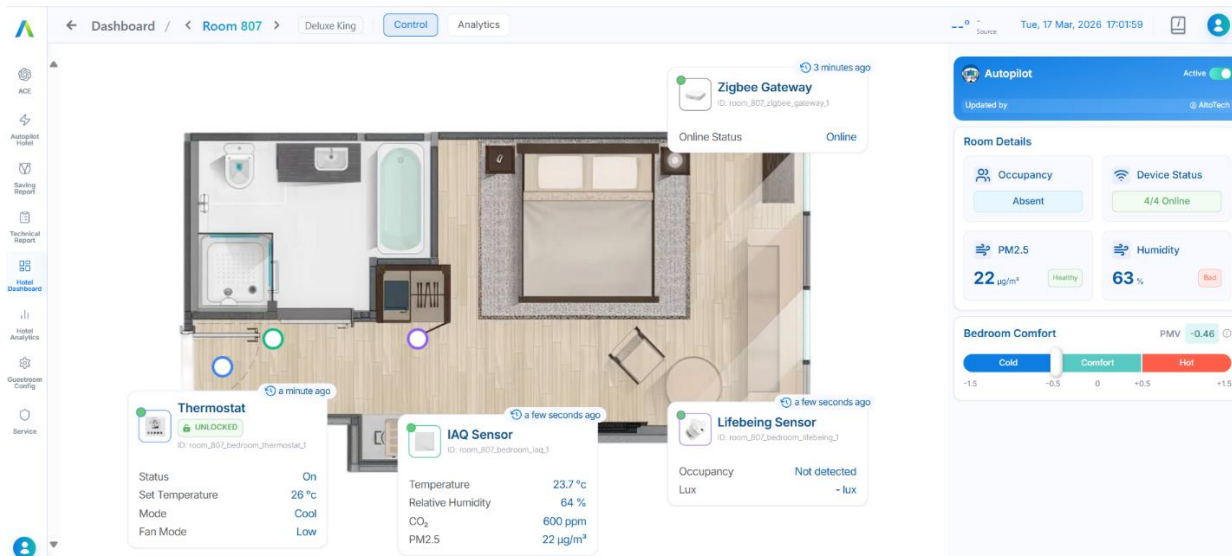 ← Dashboard / < Room 807 > Deluxe King Control Analytics
--° - Source Tue, 17 Mar, 2026 17:01:59
ACE
Autopilot
Hotel
Saving
Report
Technical
Report
Hotel
Dashboard
Hotel
Analytics
Guestroom
Config
Service
3 minutes ago
Zigbee Gateway
ID: room_807_zigbee_gateway_1
Online Status Online
a minute ago
Thermostat
UNLOCKED
ID: room_807_bedroom_thermostat_1
Status On
Set Temperature 26 °c
Mode Cool
Fan Mode Low
a few seconds ago
IAQ Sensor
ID: room_807_bedroom_iaq_1
Temperature 23.7 °c
Relative Humidity 64 %
CO₂ 600 ppm
PM2.5 22 µg/m³
a few seconds ago
Lifebeing Sensor
ID: room_807_bedroom_lifebeing_1
Occupancy Not detected
Lux - lux
Autopilot Active
Updated by @ AltoTech
Room Details
Occupancy
Absent
Device Status
4/4 Online
PM2.5
22 µg/m³ Healthy
Humidity
63 % Bad
Bedroom Comfort PMV -0.46
Cold Comfort Hot
-1.5 -0.5 0 +0.5 +1.5